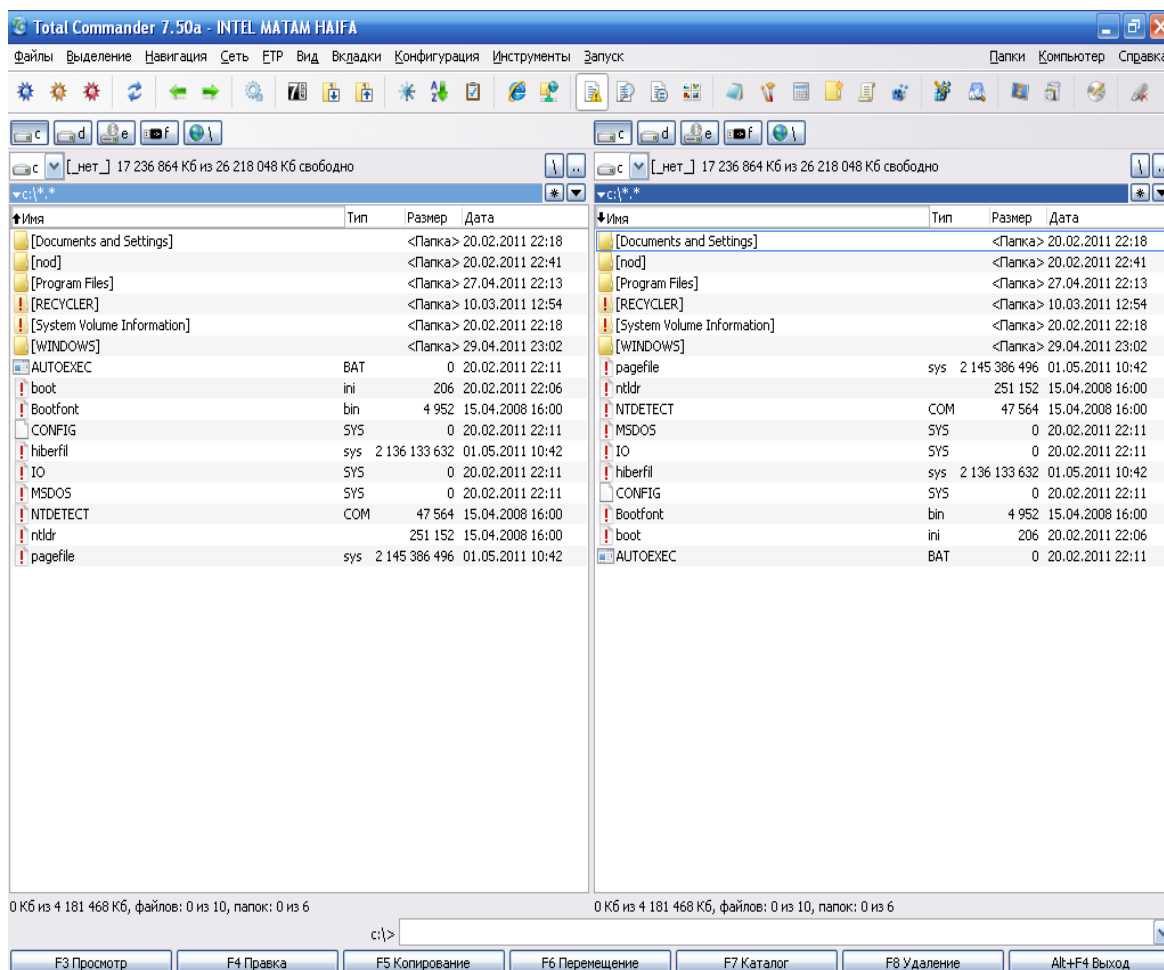 Total Commander 7.50a - INTEL MATAM HAIFA
Файлы Выделение Навигация Сеть FTP Вид Вкладки Конфигурация Инструменты Запуск Папки Компьютер Справка
c d e f \
c [_нет_] 17 236 864 Кб из 26 218 048 Кб свободно \ ..
c:\*.* *
Имя Тип Размер Дата
[Documents and Settings] <Папка> 20.02.2011 22:18
[nod] <Папка> 20.02.2011 22:41
[Program Files] <Папка> 27.04.2011 22:13
[RECYCLER] <Папка> 10.03.2011 12:54
[System Volume Information] <Папка> 20.02.2011 22:18
[WINDOWS] <Папка> 29.04.2011 23:02
AUTOEXEC BAT 0 20.02.2011 22:11
boot ini 206 20.02.2011 22:06
Bootfont bin 4 952 15.04.2008 16:00
CONFIG SYS 0 20.02.2011 22:11
hiberfil sys 2 136 133 632 01.05.2011 10:42
IO SYS 0 20.02.2011 22:11
MSDOS SYS 0 20.02.2011 22:11
NTDETECT COM 47 564 15.04.2008 16:00
ntldr 251 152 15.04.2008 16:00
pagefile sys 2 145 386 496 01.05.2011 10:42
0 Кб из 4 181 468 Кб, файлов: 0 из 10, папок: 0 из 6
c d e f \
c [_нет_] 17 236 864 Кб из 26 218 048 Кб свободно \ ..
c:\*.* *
Имя Тип Размер Дата
[Documents and Settings] <Папка> 20.02.2011 22:18
[nod] <Папка> 20.02.2011 22:41
[Program Files] <Папка> 27.04.2011 22:13
[RECYCLER] <Папка> 10.03.2011 12:54
[System Volume Information] <Папка> 20.02.2011 22:18
[WINDOWS] <Папка> 29.04.2011 23:02
pagefile sys 2 145 386 496 01.05.2011 10:42
ntldr 251 152 15.04.2008 16:00
NTDETECT COM 47 564 15.04.2008 16:00
MSDOS SYS 0 20.02.2011 22:11
IO SYS 0 20.02.2011 22:11
hiberfil sys 2 136 133 632 01.05.2011 10:42
CONFIG SYS 0 20.02.2011 22:11
Bootfont bin 4 952 15.04.2008 16:00
boot ini 206 20.02.2011 22:06
AUTOEXEC BAT 0 20.02.2011 22:11
0 Кб из 4 181 468 Кб, файлов: 0 из 10, папок: 0 из 6
c:\>
F3 Просмотр F4 Правка F5 Копирование F6 Перемещение F7 Каталог F8 Удаление Alt+F4 Выход